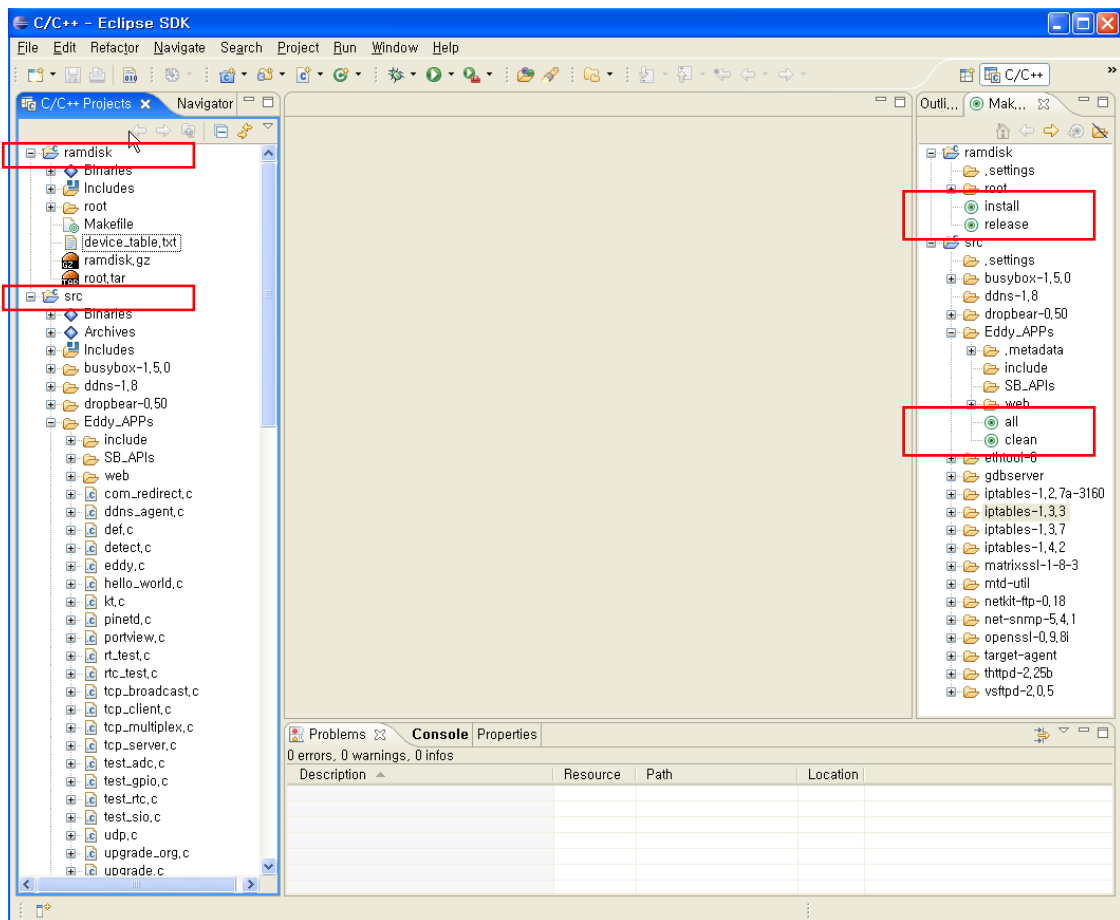 C/C++ - Eclipse SDK
File Edit Refactor Navigate Search Project Run Window Help
C/C++
»
C/C++ Projects
Navigator
ramdisk
Binaries
Includes
root
Makefile
device_table.txt
ramdisk.gz
root.tar
src
Binaries
Archives
Includes
busybox-1.5.0
ddns-1.8
dropbear-0.50
Eddy_APPs
include
SB_APIs
web
com_redirect.c
ddns_agent.c
def.c
detect.c
eddy.c
hello_world.c
kt.c
pinetd.c
portview.c
rt_test.c
rtc_test.c
tcp_broadcast.c
tcp_client.c
tcp_multiplex.c
tcp_server.c
test_adc.c
test_gpio.c
test_rtc.c
test_sio.c
udp.c
upgrade_org.c
upgrade.c
Problems Console Properties
0 errors, 0 warnings, 0 infos
Description Resource Path Location
Outli... Mak...
ramdisk
.settings
root
install
release
src
.settings
busybox-1.5.0
ddns-1.8
dropbear-0.50
Eddy_APPs
.metadata
include
SB_APIs
web
all
clean
ethtool-6
gdbserver
iptables-1.2.7a-3160
iptables-1.3.3
iptables-1.3.7
iptables-1.4.2
matrixssl-1-8-3
mtd-util
netkit-ftp-0.18
net-snmp-5.4.1
openssl-0.9.8i
target-agent
thttpd-2.25b
vsftpd-2.0.5